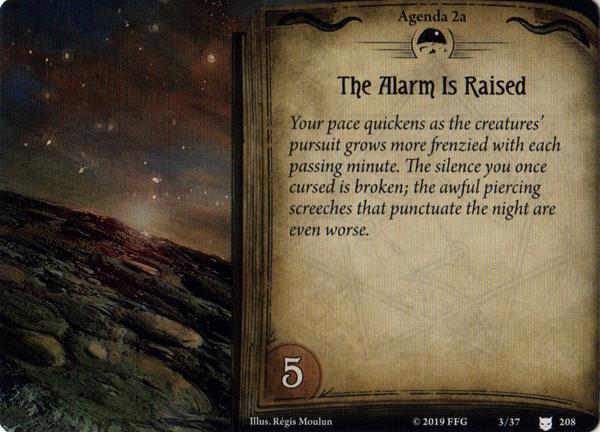 Agenda 2a
The Alarm Is Raised
Your pace quickens as the creatures'
pursuit grows more frenzied with each
passing minute. The silence you once
cursed is broken; the awful piercing
screeches that punctuate the night are
even worse.
5
Illus. Régis Moulun © 2019 FFG 3/37 208